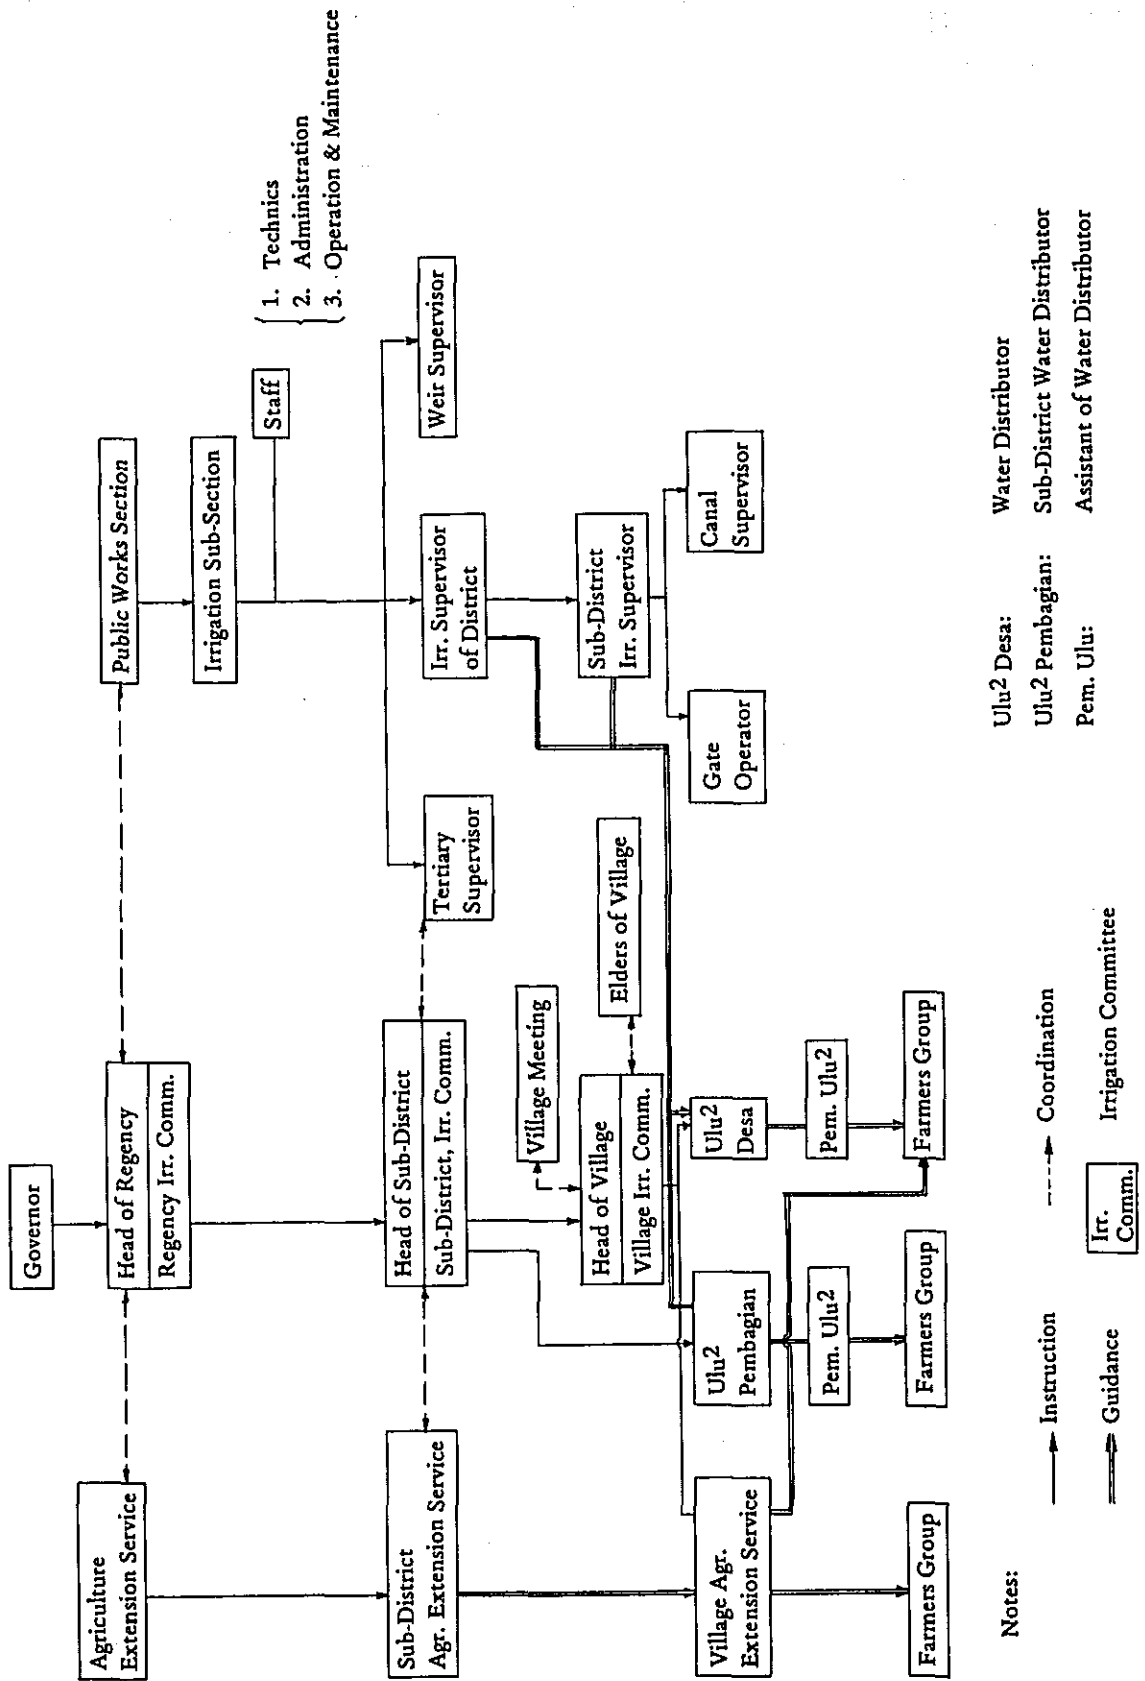 Governor
Agriculture
Extension Service
Head of Regency
Regency Irr. Comm.
Public Works Section
Irrigation Sub-Section
Staff
1. Technics
2. Administration
3. Operation & Maintenance
Sub-District
Agr. Extension Service
Head of Sub-District
Sub-District, Irr. Comm.
Tertiary
Supervisor
Irr. Supervisor
of District
Weir Supervisor
Village Meeting
Head of Village
Village Irr. Comm.
Elders of Village
Sub-District
Irr. Supervisor
Village Agr.
Extension Service
Ulu²
Pembagian
Ulu²
Desa
Gate
Operator
Canal
Supervisor
Pem. Ulu²
Pem. Ulu²
Farmers Group
Farmers Group
Farmers Group
Notes:
Instruction
Coordination
Guidance
Irr.
Comm.
Irrigation Committee
Ulu² Desa: Water Distributor
Ulu² Pembagian: Sub-District Water Distributor
Pem. Ulu: Assistant of Water Distributor